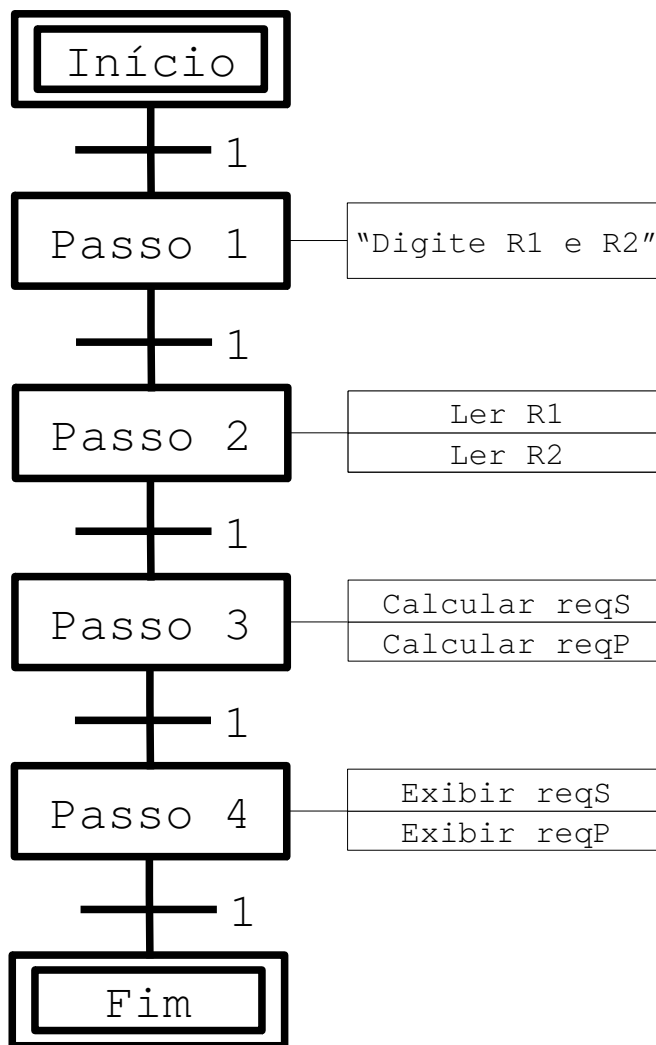 Início
1
Passo 1
“Digite R1 e R2”
1
Passo 2
Ler R1
Ler R2
1
Passo 3
Calcular reqS
Calcular reqP
1
Passo 4
Exibir reqS
Exibir reqP
1
Fim